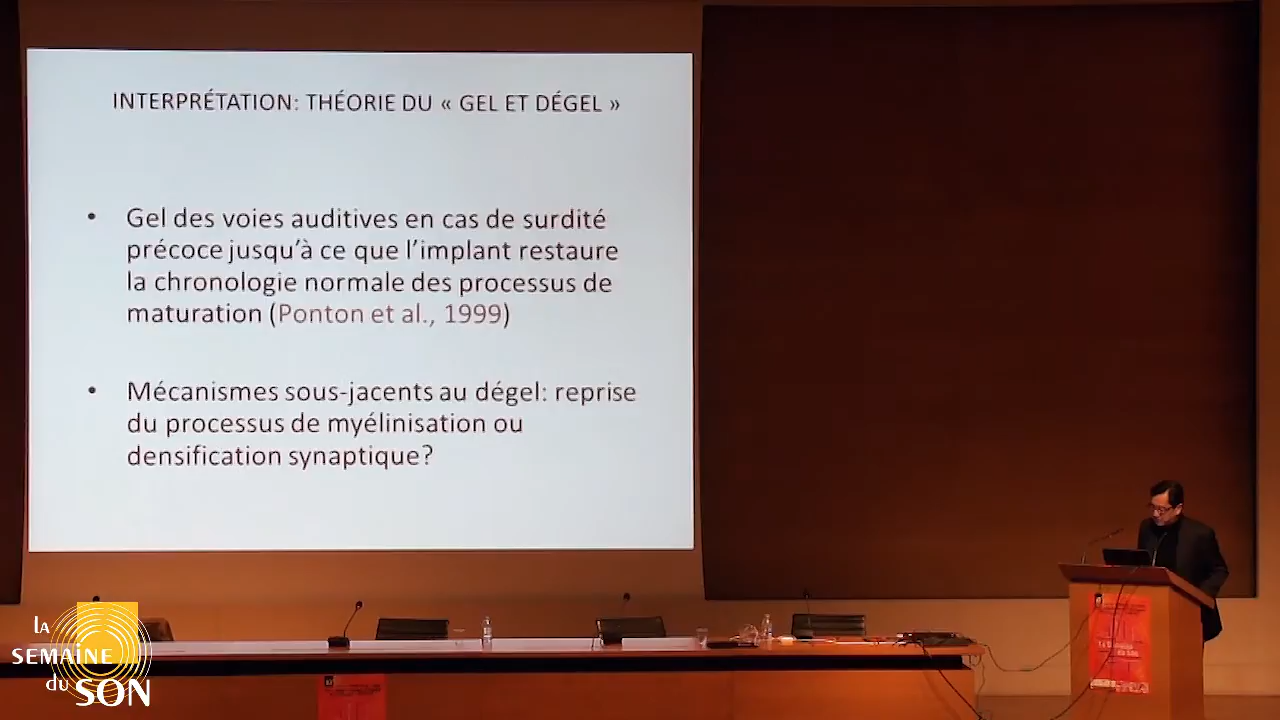 INTERPRÉTATION: THÉORIE DU « GEL ET DÉGEL »
• Gel des voies auditives en cas de surdité
précoce jusqu’à ce que l’implant restaure
la chronologie normale des processus de
maturation (Ponton et al., 1999)
• Mécanismes sous-jacents au dégel: reprise
du processus de myélinisation ou
densification synaptique?
LA
SEMAINE
du
SON